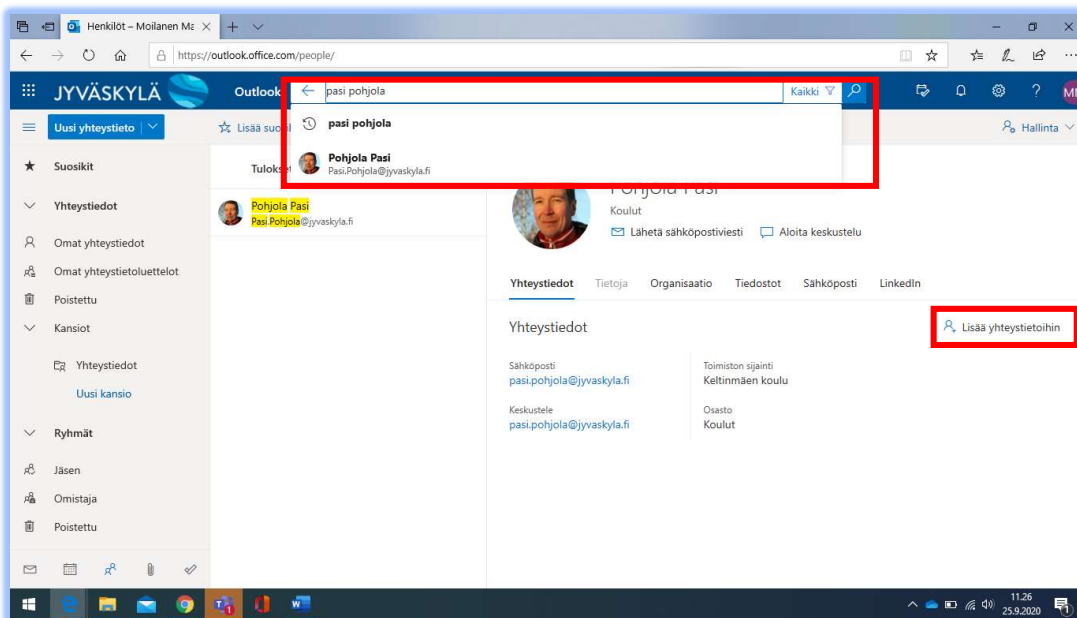 Henkilöt – Moilanen Ma
https://outlook.office.com/people/
JYVÄSKYLÄ
Outlook
pasi pohjola
Kaikki
MM
Uusi yhteystieto
Lisää suo
pasi pohjola
Hallinta
Pohjola Pasi
Pasi.Pohjola@jyvaskyla.fi
Suosikit
Tulokset
Pohjola Pasi
Yhteystiedot
Pohjola Pasi
Pasi.Pohjola@jyvaskyla.fi
Koulut
Lähetä sähköpostiviesti
Aloita keskustelu
Omat yhteystiedot
Omat yhteystietoluettelot
Poistettu
Kansiot
Yhteystiedot
Uusi kansio
Ryhmät
Jäsen
Omistaja
Poistettu
Yhteystiedot Tietoja Organisaatio Tiedostot Sähköposti LinkedIn
Yhteystiedot
Lisää yhteystietoihin
Sähköposti
pasi.pohjola@jyvaskyla.fi
Toimiston sijainti
Keltinmäen koulu
Keskustele
pasi.pohjola@jyvaskyla.fi
Osasto
Koulut
11.26
25.9.2020